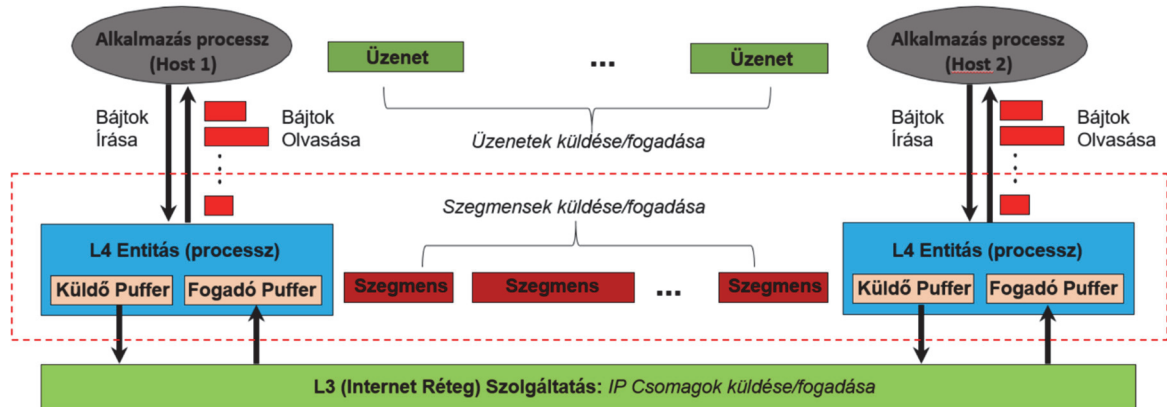 Alkalmazás processz
(Host 1)
Üzenet
...
Üzenet
Alkalmazás processz
(Host 2)
Bájtok
Írása
Bájtok
Olvasása
Üzenetek küldése/fogadása
Bájtok
Írása
Bájtok
Olvasása
Szegmensek küldése/fogadása
L4 Entitás (processz)
Küldő Puffer
Fogadó Puffer
Szegmens
Szegmens
...
Szegmens
L4 Entitás (processz)
Küldő Puffer
Fogadó Puffer
L3 (Internet Réteg) Szolgáltatás: IP Csomagok küldése/fogadása